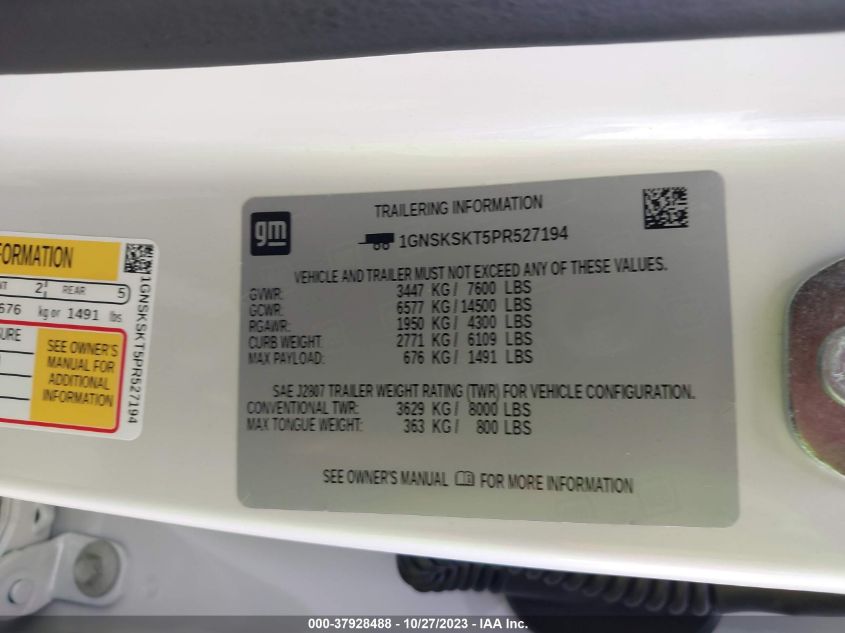 FORMATION
NT 2 REAR 5
676 kg or 1491 lbs
SURE
SEE OWNER'S
MANUAL FOR
ADDITIONAL
INFORMATION
1GNSKSKT5PR527194
gm
TRAILERING INFORMATION
1GNSKSKT5PR527194
VEHICLE AND TRAILER MUST NOT EXCEED ANY OF THESE VALUES.
GVWR: 3447 KG / 7600 LBS
GCWR: 6577 KG / 14500 LBS
RGAWR: 1950 KG / 4300 LBS
CURB WEIGHT: 2771 KG / 6109 LBS
MAX PAYLOAD: 676 KG / 1491 LBS
SAE J2807 TRAILER WEIGHT RATING (TWR) FOR VEHICLE CONFIGURATION.
CONVENTIONAL TWR: 3629 KG / 8000 LBS
MAX TONGUE WEIGHT: 363 KG / 800 LBS
SEE OWNER'S MANUAL FOR MORE INFORMATION
000-37928488 - 10/27/2023 - IAA Inc.